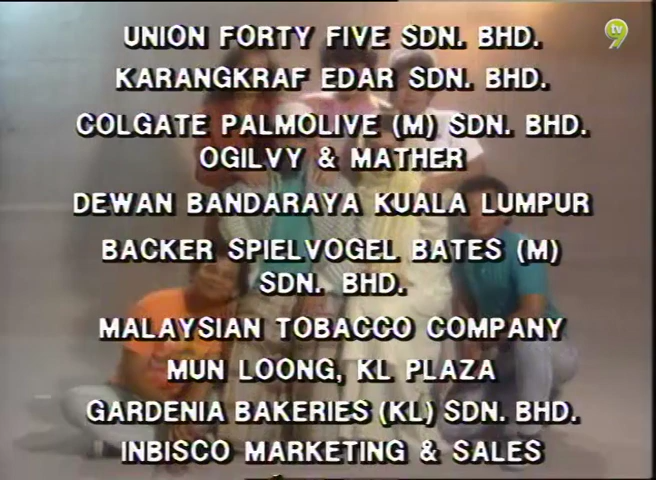 tv9
UNION FORTY FIVE SDN. BHD.
KARANGKRAF EDAR SDN. BHD.
COLGATE PALMOLIVE (M) SDN. BHD.
OGILVY & MATHER
DEWAN BANDARAYA KUALA LUMPUR
BACKER SPIELVOGEL BATES (M)
SDN. BHD.
MALAYSIAN TOBACCO COMPANY
MUN LOONG, KL PLAZA
GARDENIA BAKERIES (KL) SDN. BHD.
INBISCO MARKETING & SALES